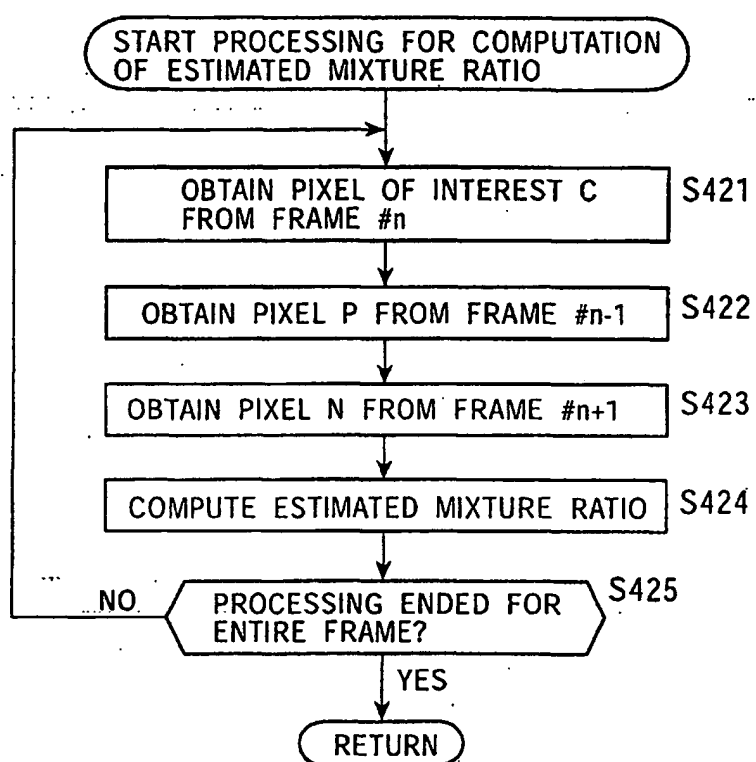 START PROCESSING FOR COMPUTATION
OF ESTIMATED MIXTURE RATIO
OBTAIN PIXEL OF INTEREST C
FROM FRAME #n
S421
OBTAIN PIXEL P FROM FRAME #n-1
S422
OBTAIN PIXEL N FROM FRAME #n+1
S423
COMPUTE ESTIMATED MIXTURE RATIO
S424
S425
NO
PROCESSING ENDED FOR
ENTIRE FRAME?
YES
RETURN